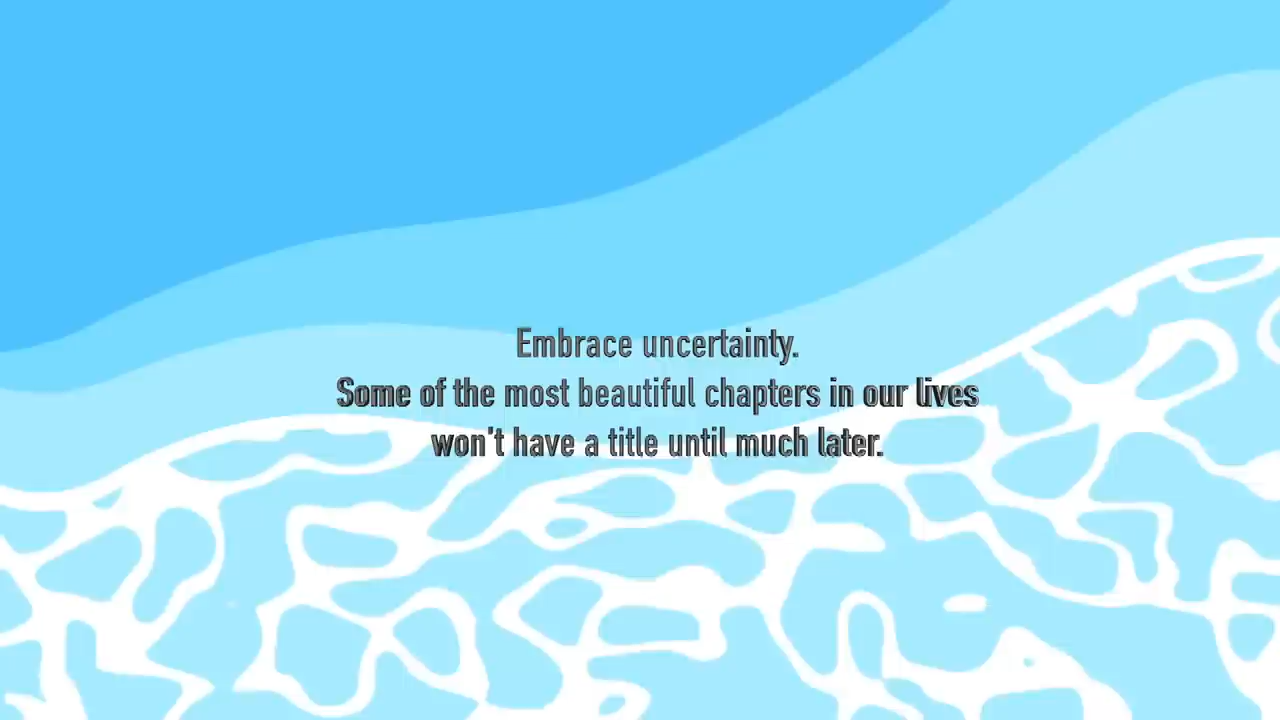 Embrace uncertainty.
Some of the most beautiful chapters in our lives
won't have a title until much later.